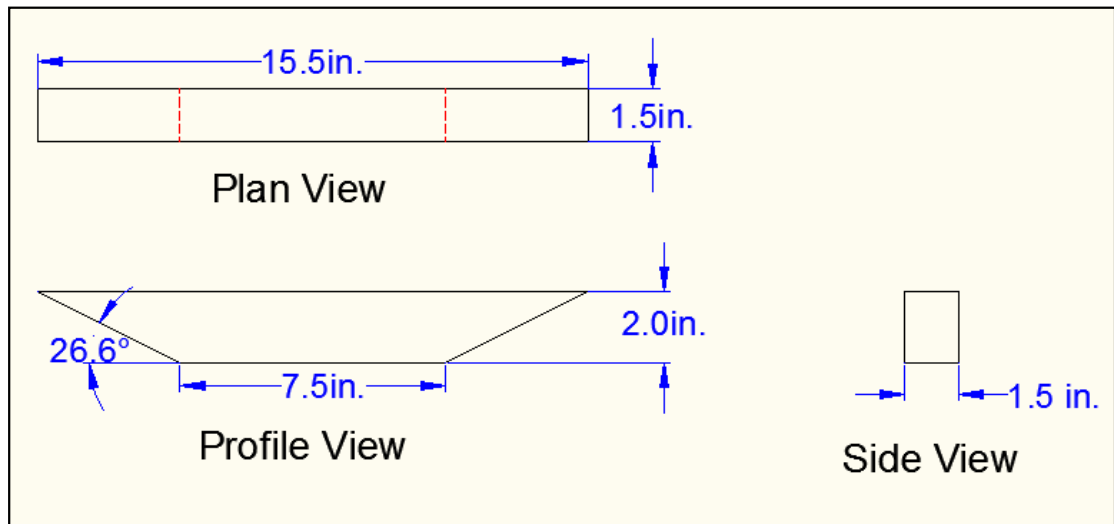 15.5in.
1.5in.
Plan View
26.6°
2.0in.
7.5in.
1.5 in.
Profile View
Side View